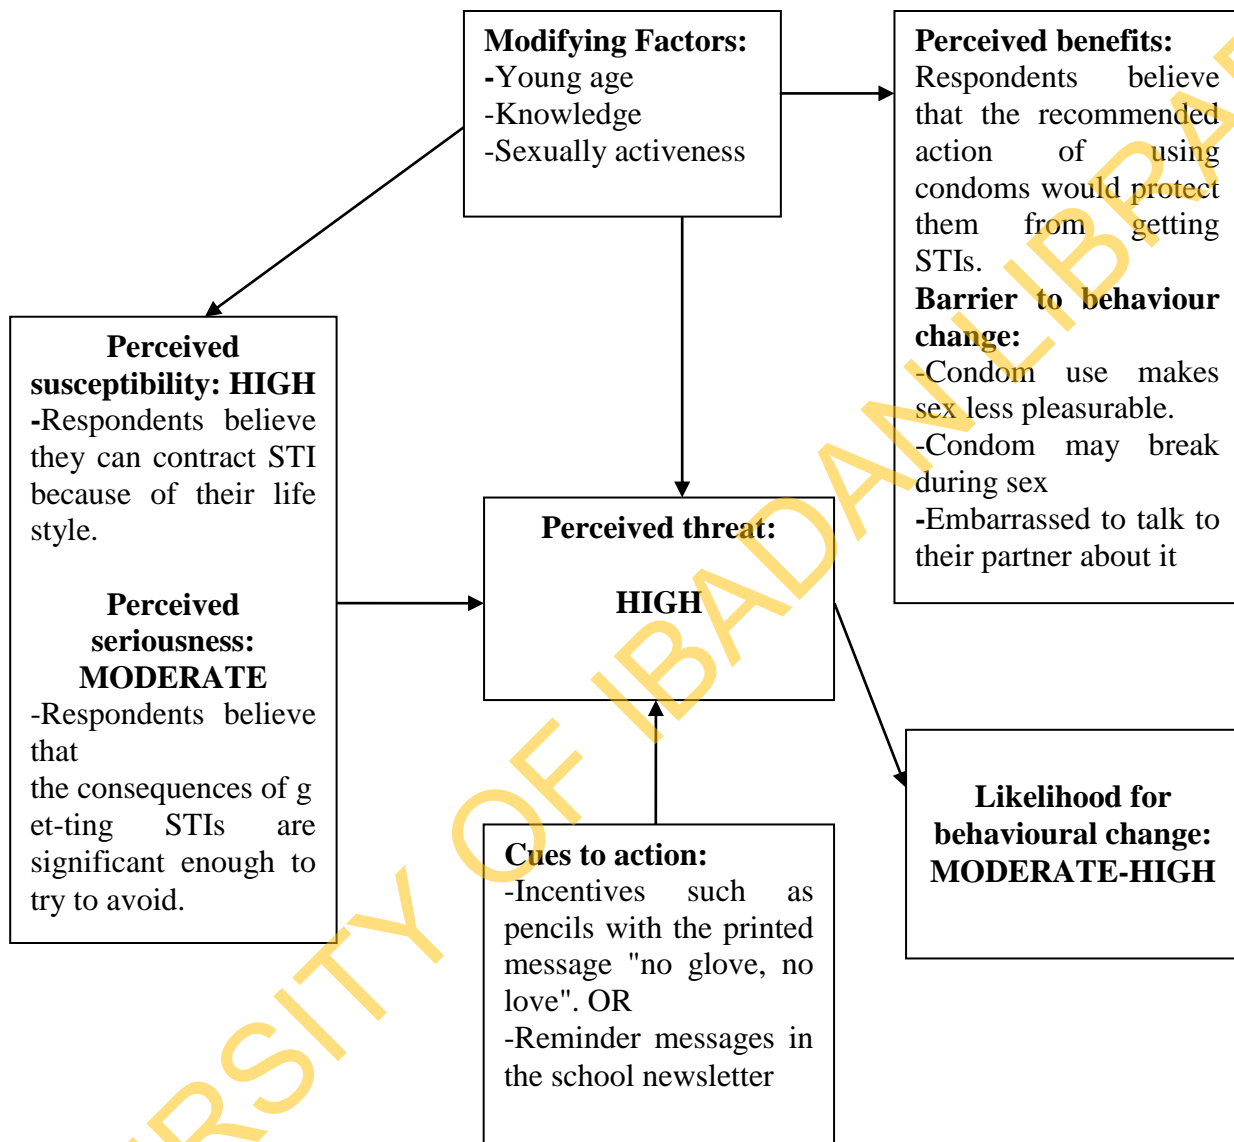 Modifying Factors:
-Young age
-Knowledge
-Sexually activeness
Perceived benefits:
Respondents believe
that the recommended
action of using
condoms would protect
them from getting
STIs.
Barrier to behaviour
change:
-Condom use makes
sex less pleasurable.
-Condom may break
during sex
-Embarrassed to talk to
their partner about it
Perceived
susceptibility: HIGH
-Respondents believe
they can contract STI
because of their life
style.
Perceived
seriousness:
MODERATE
-Respondents believe
that
the consequences of g
et-ting STIs are
significant enough to
try to avoid.
Perceived threat:
HIGH
Cues to action:
-Incentives such as
pencils with the printed
message "no glove, no
love". OR
-Reminder messages in
the school newsletter
Likelihood for
behavioural change:
MODERATE-HIGH
ERSITY OF IBADAN LIBRA